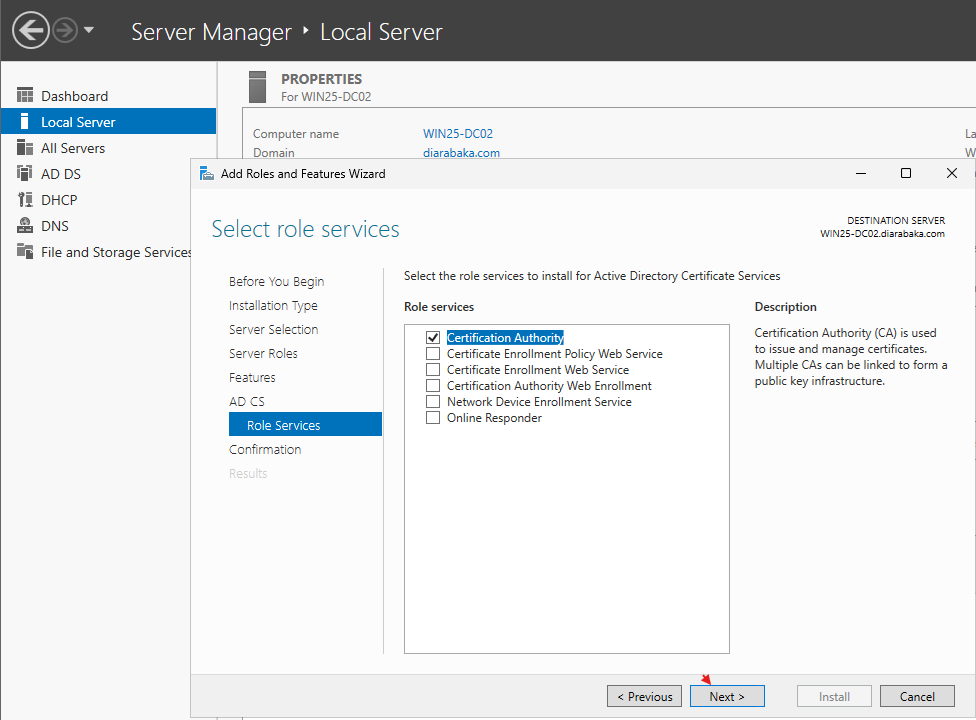 Server Manager ‣ Local Server
Dashboard
Local Server
All Servers
AD DS
DHCP
DNS
File and Storage Services
PROPERTIES
For WIN25-DC02
Computer name WIN25-DC02 La
Domain diarabaka.com W
Add Roles and Features Wizard
Select role services
DESTINATION SERVER
WIN25-DC02.diarabaka.com
Before You Begin
Installation Type
Server Selection
Server Roles
Features
AD CS
Role Services
Confirmation
Results
Select the role services to install for Active Directory Certificate Services
Role services
Certification Authority
Certificate Enrollment Policy Web Service
Certificate Enrollment Web Service
Certification Authority Web Enrollment
Network Device Enrollment Service
Online Responder
Description
Certification Authority (CA) is used
to issue and manage certificates.
Multiple CAs can be linked to form a
public key infrastructure.
< Previous Next > Install Cancel